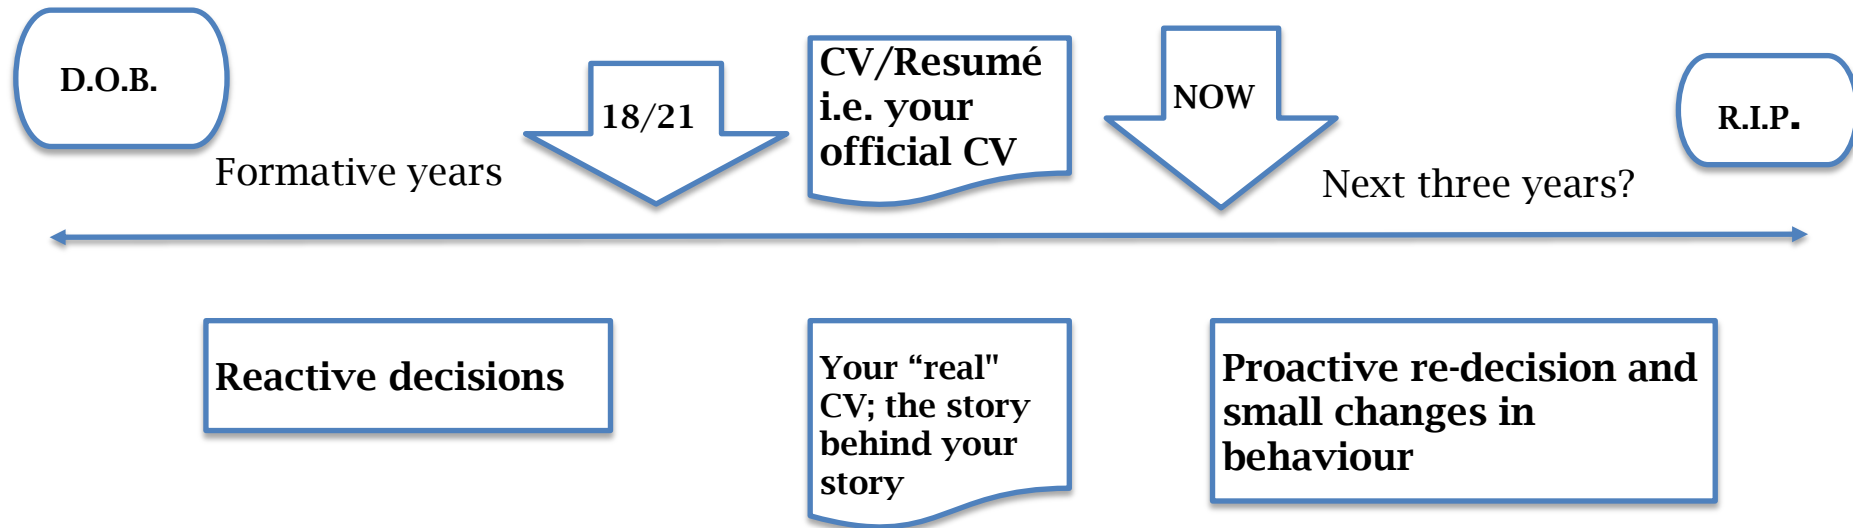 D.O.B.
Formative years
18/21
CV/Resumé
i.e. your
official CV
NOW
Next three years?
R.I.P.
Reactive decisions
Your “real"
CV; the story
behind your
story
Proactive re-decision and
small changes in
behaviour